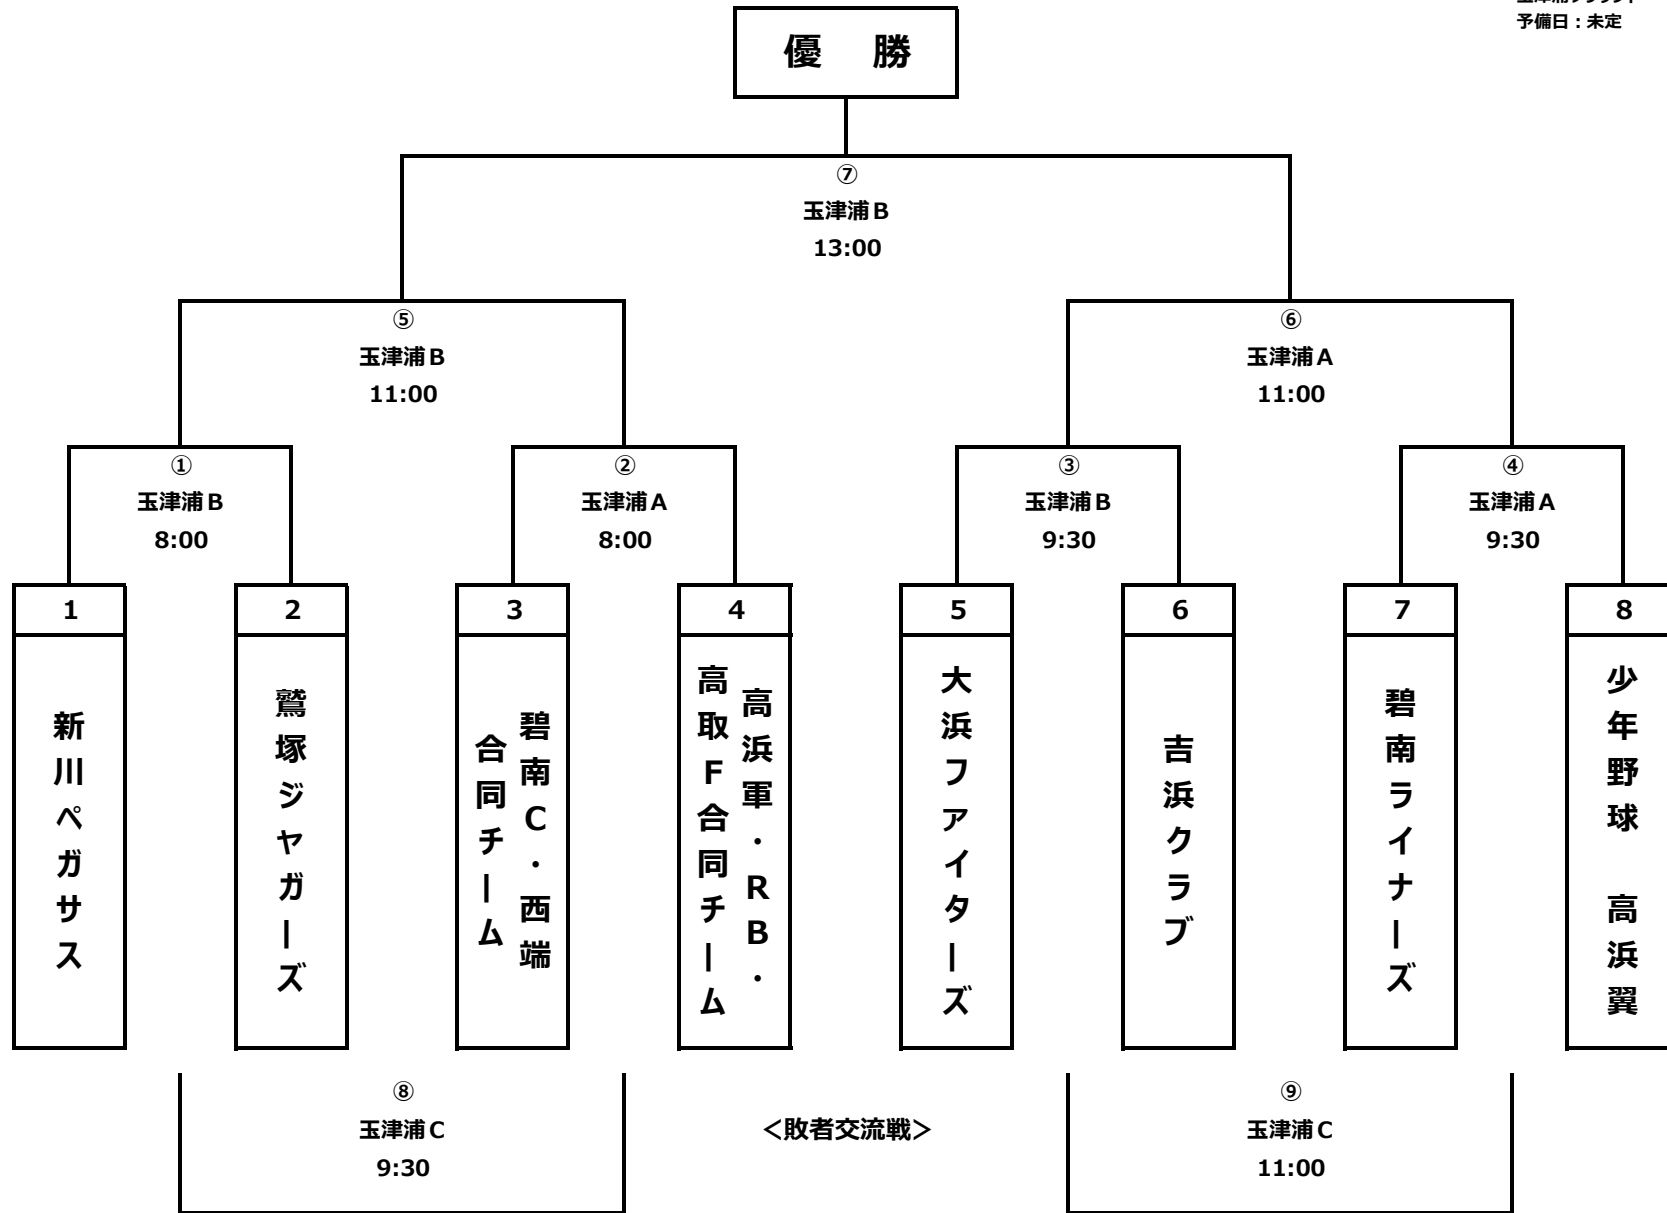 予備日：未定
優　勝
⑦
玉津浦Ｂ
13:00
⑤
玉津浦Ｂ
11:00
⑥
玉津浦Ａ
11:00
①
玉津浦Ｂ
8:00
②
玉津浦Ａ
8:00
③
玉津浦Ｂ
9:30
④
玉津浦Ａ
9:30
1
2
3
4
5
6
7
8
新川ペガサス
鷲塚ジャガーズ
碧南Ｃ・西端
合同チーム
高浜軍・ＲＢ・
高取Ｆ合同チーム
大浜ファイターズ
吉浜クラブ
碧南ライナーズ
少年野球　高浜翼
⑧
玉津浦Ｃ
9:30
＜敗者交流戦＞
⑨
玉津浦Ｃ
11:00